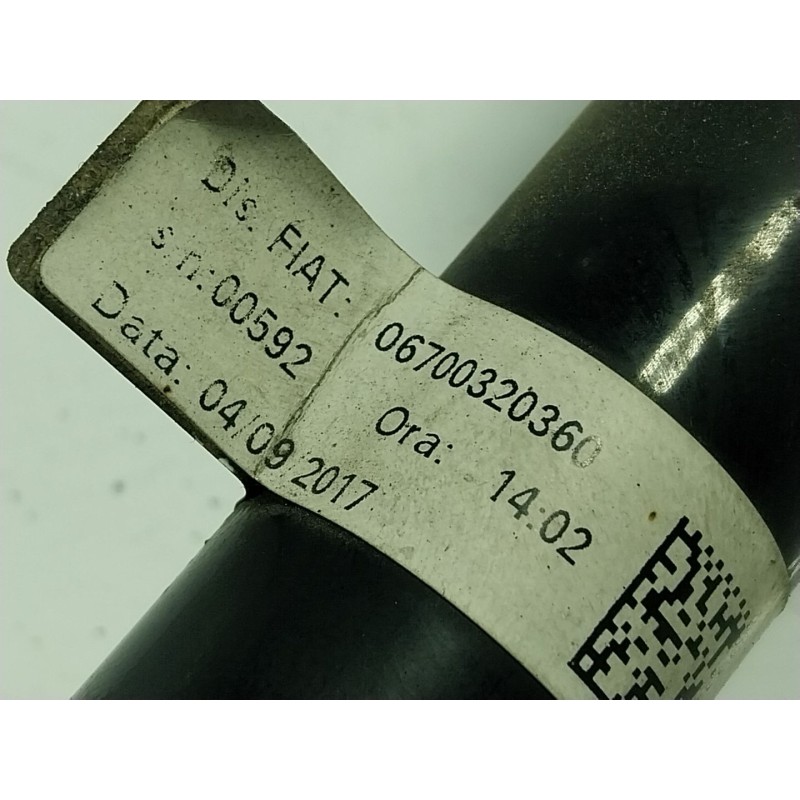 Dis. FIAT: 06700320360
s.n:00592 Ora: 14:02
Data: 04/09/2017